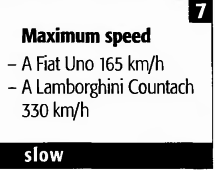 7
Maximum speed
– A Fiat Uno 165 km/h
– A Lamborghini Countach
330 km/h
slow